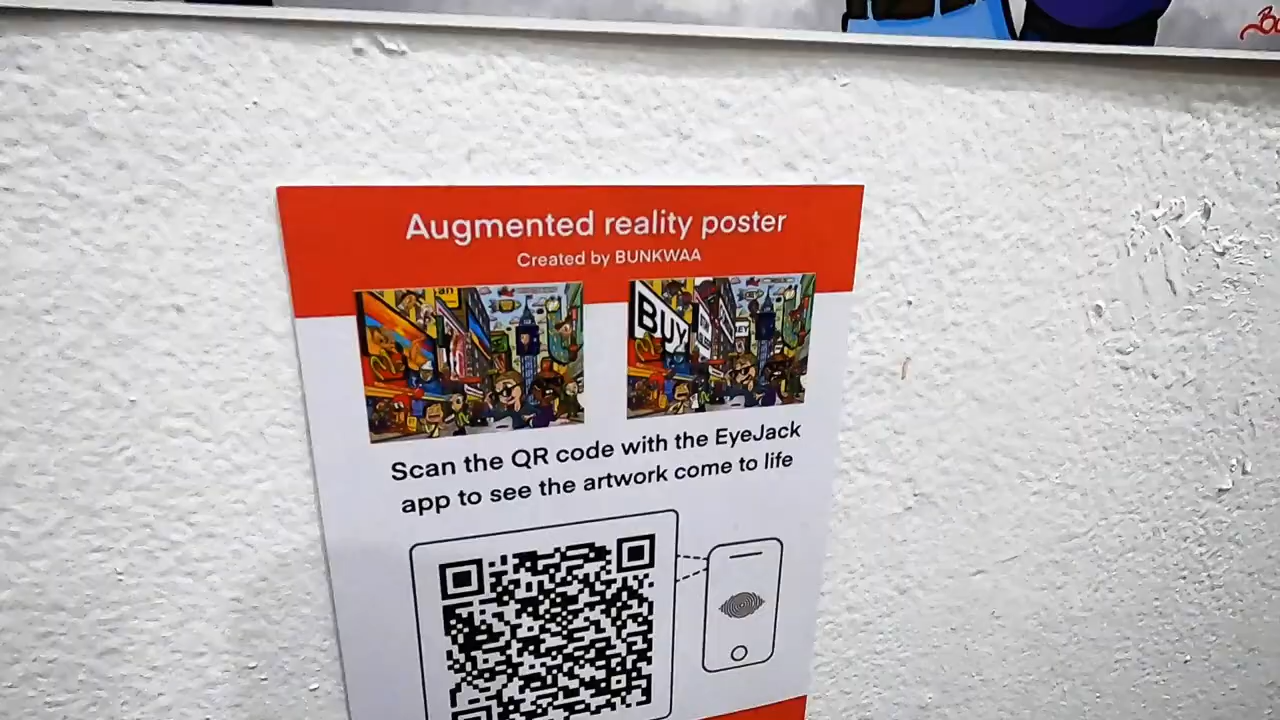 Augmented reality poster
Created by BUNKWAA
BUY
Scan the QR code with the EyeJack
app to see the artwork come to life